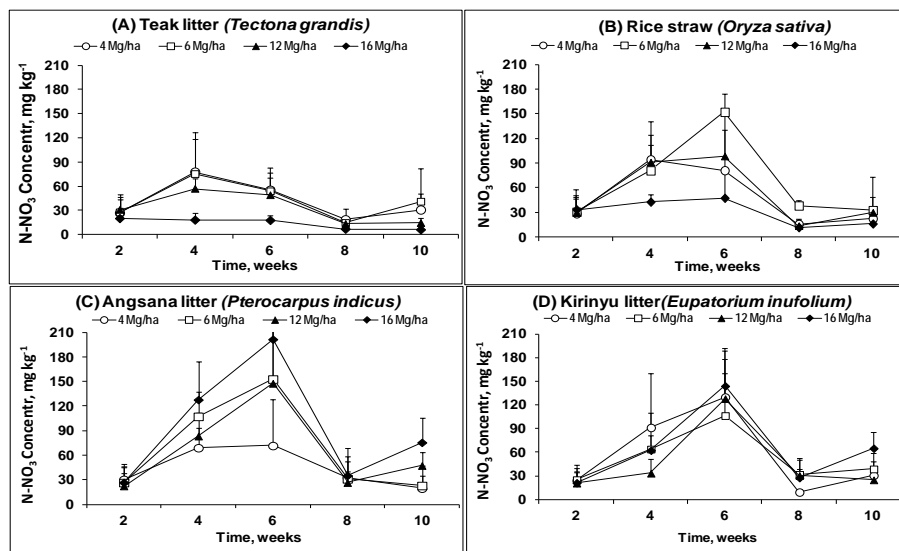 (A) Teak litter (Tectona grandis)
4 Mg/ha 6 Mg/ha 12 Mg/ha 16 Mg/ha
N-NO3 Concentr, mg kg-1
210
180
150
120
90
60
30
0
2 4 6 8 10
Time, weeks
(B) Rice straw (Oryza sativa)
4 Mg/ha 6 Mg/ha 12 Mg/ha 16 Mg/ha
N-NO3 Concentr, mg kg-1
210
180
150
120
90
60
30
0
2 4 6 8 10
Time, weeks
(C) Angsana litter (Pterocarpus indicus)
4 Mg/ha 6 Mg/ha 12 Mg/ha 16 Mg/ha
N-NO3 Concentr, mg kg-1
210
180
150
120
90
60
30
0
2 4 6 8 10
Time, weeks
(D) Kirinyu litter(Eupatorium inufolium)
4 Mg/ha 6 Mg/ha 12 Mg/ha 16 Mg/ha
N-NO3 Concentr, mg kg-1
210
180
150
120
90
60
30
0
2 4 6 8 10
Time, weeks